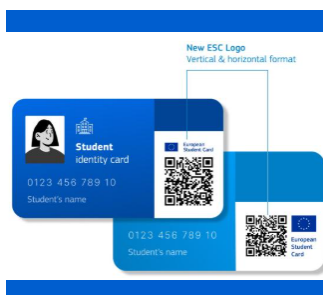 New ESC Logo
Vertical & horizontal format
European
Student Card
Student
identity card
0123 456 789 10
Student's name
European
Student
Card
0123 456 789 10
Student's name